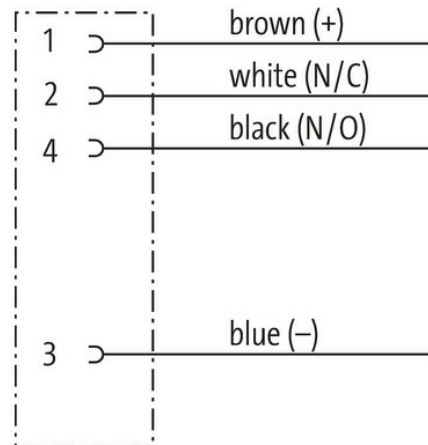 1 brown (+)
2 white (N/C)
4 black (N/O)
3 blue (–)